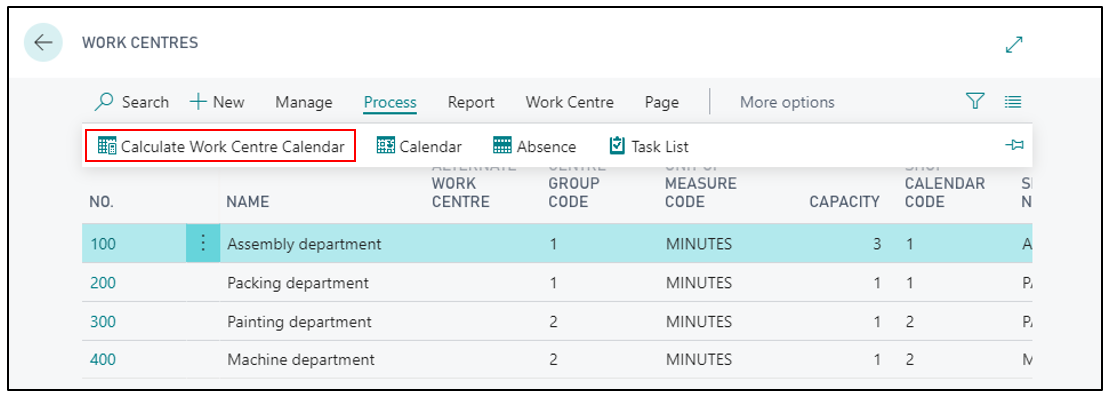 WORK CENTRES
Search New Manage Process Report Work Centre Page More options
Calculate Work Centre Calendar Calendar Absence Task List
NO. NAME ALTERNATE WORK CENTRE CENTRE GROUP CODE UNIT OF MEASURE CODE CAPACITY SHOP CALENDAR CODE
100 Assembly department 1 MINUTES 3 1 A
200 Packing department 1 MINUTES 1 1 PA
300 Painting department 2 MINUTES 1 2 PA
400 Machine department 2 MINUTES 1 2 M